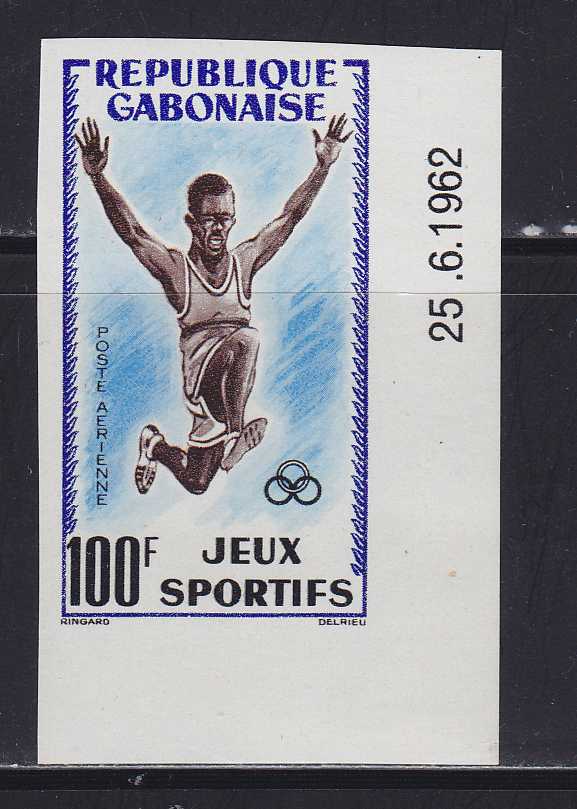 REPUBLIQUE
GABONAISE
POSTE AERIENNE
100F
JEUX
SPORTIFS
RINGARD
DELRIEU
25.6.1962